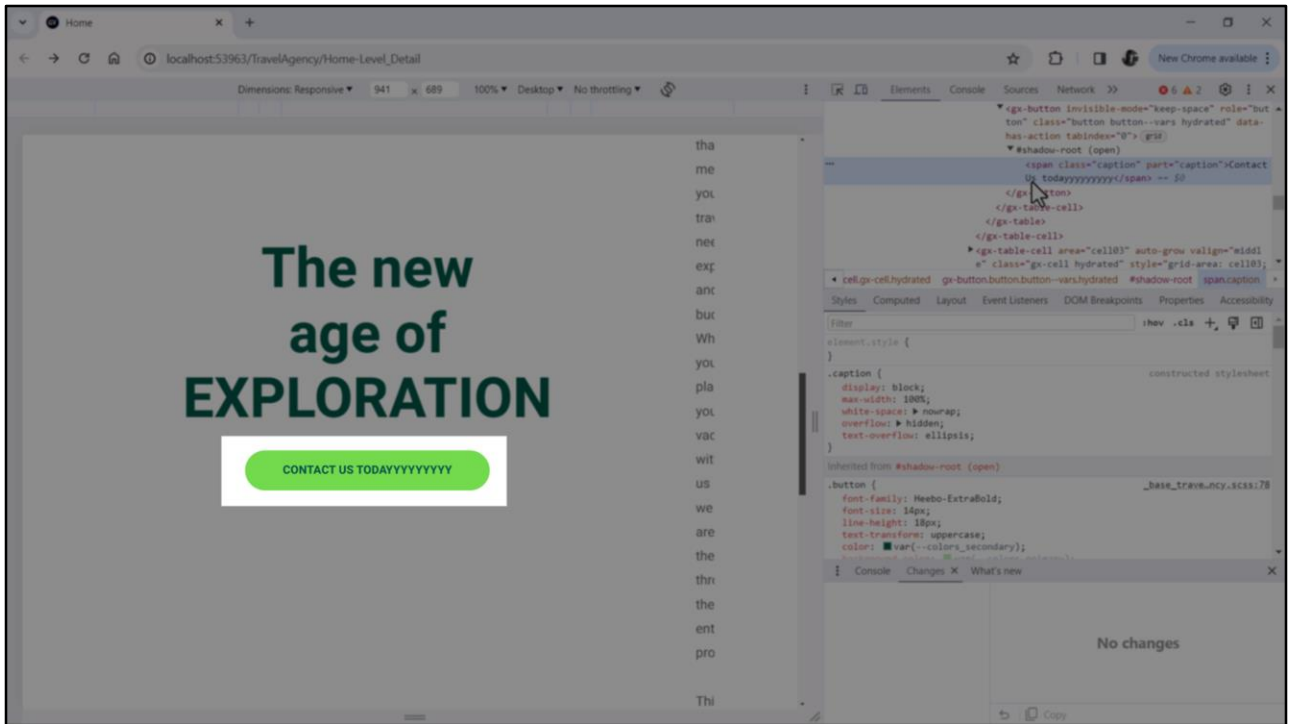 Home
localhost:53963/TravelAgency/Home-Level_Detail
New Chrome available
Dimensions: Responsive ▼ 941 x 689 100% ▼ Desktop ▼ No throttling ▼
Elements Console Sources Network >> 6 2
The new
age of
EXPLORATION
CONTACT US TODAYYYYYYYYY
tha
me
you
trav
nee
exp
and
buc
Wh
you
pla
you
vac
wit
us
we
are
the
thr
the
ent
pro
Thi
▼<gx-button invisible-mode="keep-space" role="but
ton" class="button button--vars hydrated" data-
has-action tabindex="0"> grid
▼#shadow-root (open)
<span class="caption" part="caption">Contact
Us todayyyyyyyyy</span> == $0
</gx-button>
</gx-table-cell>
</gx-table>
</gx-table-cell>
▶<gx-table-cell area="cell03" auto-grow valign="middl
e" class="gx-cell hydrated" style="grid-area: cell03;
cell.gx-cell.hydrated gx-button.button.button--vars.hydrated #shadow-root span.caption
Styles Computed Layout Event Listeners DOM Breakpoints Properties Accessibility
Filter :hov .cls
element.style {
}
.caption { constructed stylesheet
display: block;
max-width: 100%;
white-space: ▶ nowrap;
overflow: ▶ hidden;
text-overflow: ellipsis;
}
Inherited from #shadow-root (open)
.button { _base_trave…ncy.scss:78
font-family: Heebo-ExtraBold;
font-size: 14px;
line-height: 18px;
text-transform: uppercase;
color: var(--colors_secondary);
Console Changes What's new
No changes
Copy